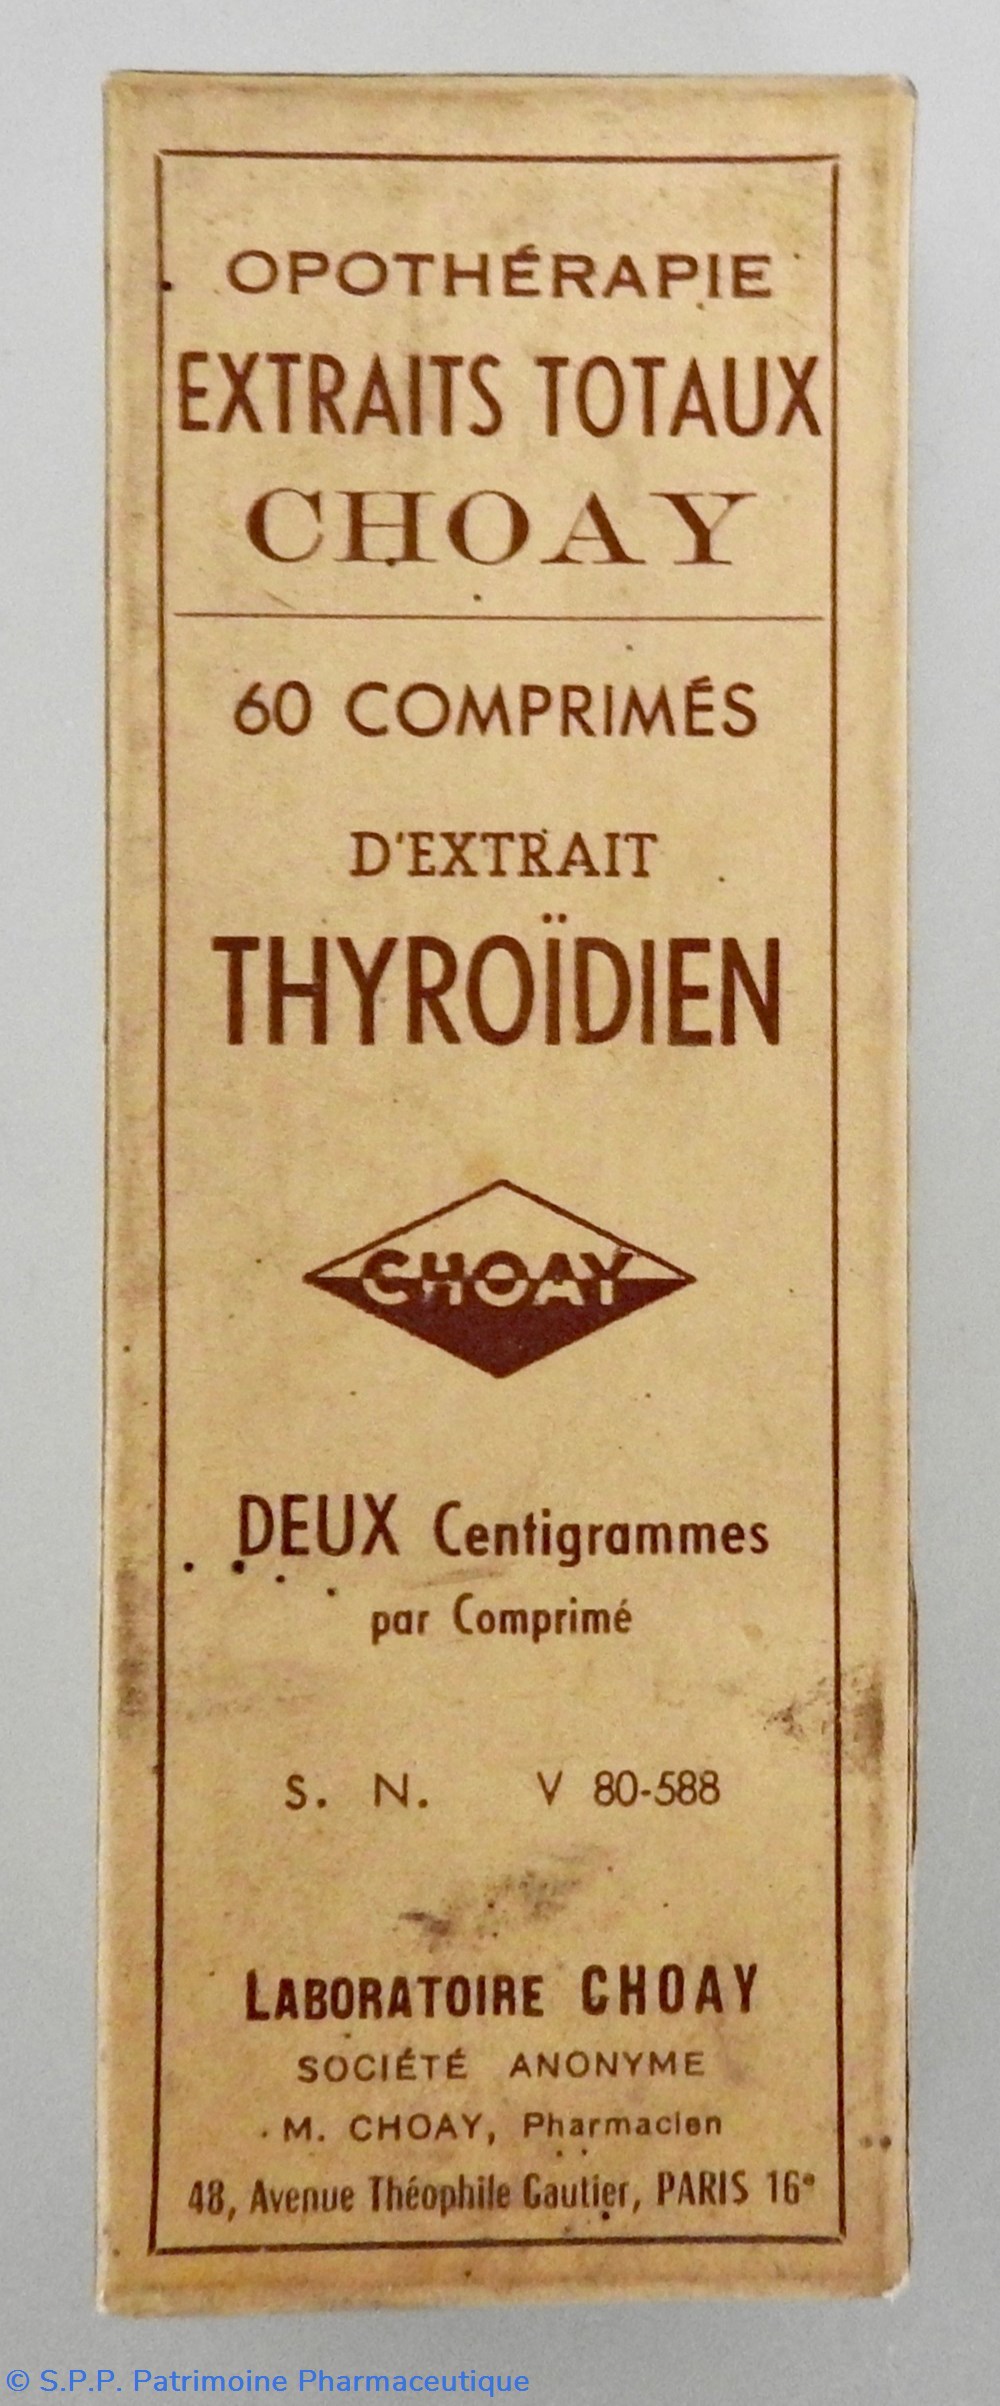 OPOTHÉRAPIE
EXTRAITS TOTAUX
CHOAY
60 COMPRIMÉS
D'EXTRAIT
THYROÏDIEN
CHOAY
DEUX Centigrammes
par Comprimé
S. N. V 80-588
LABORATOIRE CHOAY
SOCIÉTÉ ANONYME
M. CHOAY, Pharmacien
48, Avenue Théophile Gautier, PARIS 16e
© S.P.P. Patrimoine Pharmaceutique